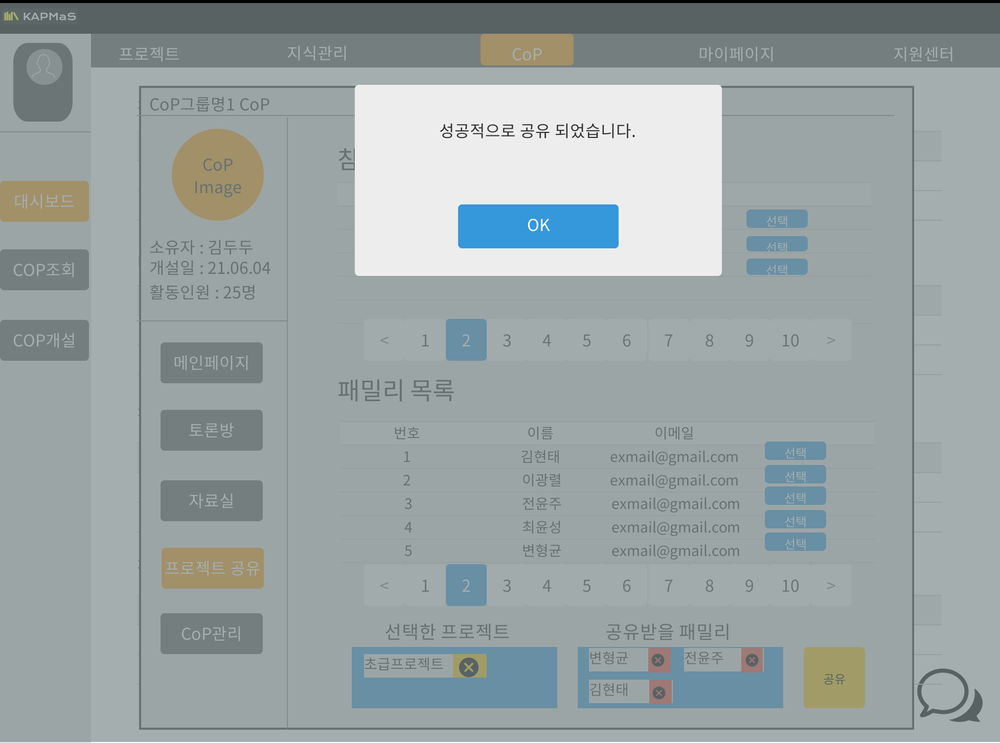 KAPMaS
프로젝트
지식관리
CoP
마이페이지
지원센터
대시보드
COP조회
COP개설
CoP그룹명1 CoP
CoP
Image
소유자 : 김두두
개설일 : 21.06.04
활동인원 : 25명
메인페이지
토론방
자료실
프로젝트 공유
CoP관리
성공적으로 공유 되었습니다.
OK
선택
선택
선택
< 1 2 3 4 5 6 7 8 9 10 >
패밀리 목록
번호 이름 이메일
1 김현태 exmail@gmail.com 선택
2 이광렬 exmail@gmail.com 선택
3 전윤주 exmail@gmail.com 선택
4 최윤성 exmail@gmail.com 선택
5 변형균 exmail@gmail.com 선택
< 1 2 3 4 5 6 7 8 9 10 >
선택한 프로젝트
초급프로젝트
공유받을 패밀리
변형균 전윤주
김현태
공유